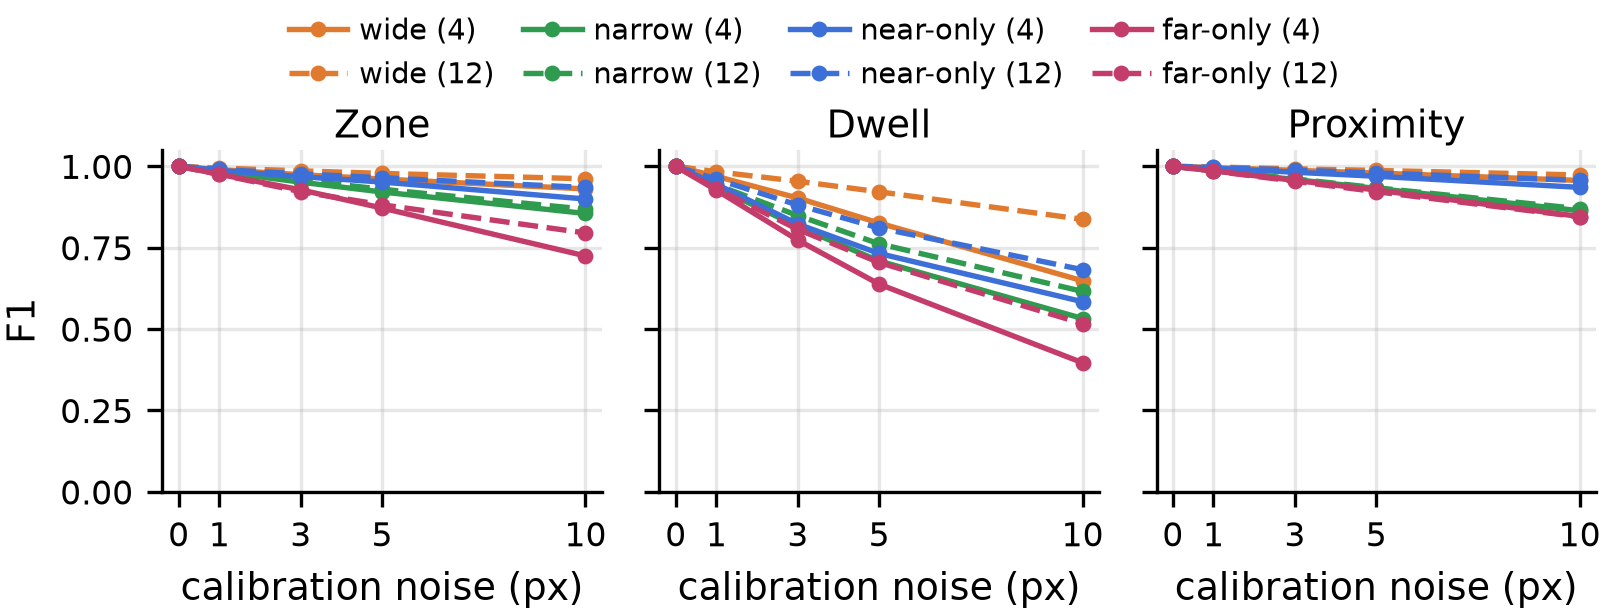 wide (4) narrow (4) near-only (4) far-only (4)
wide (12) narrow (12) near-only (12) far-only (12)
Zone Dwell Proximity
F1
1.00
0.75
0.50
0.25
0.00
0 1 3 5 10 0 1 3 5 10 0 1 3 5 10
calibration noise (px) calibration noise (px) calibration noise (px)